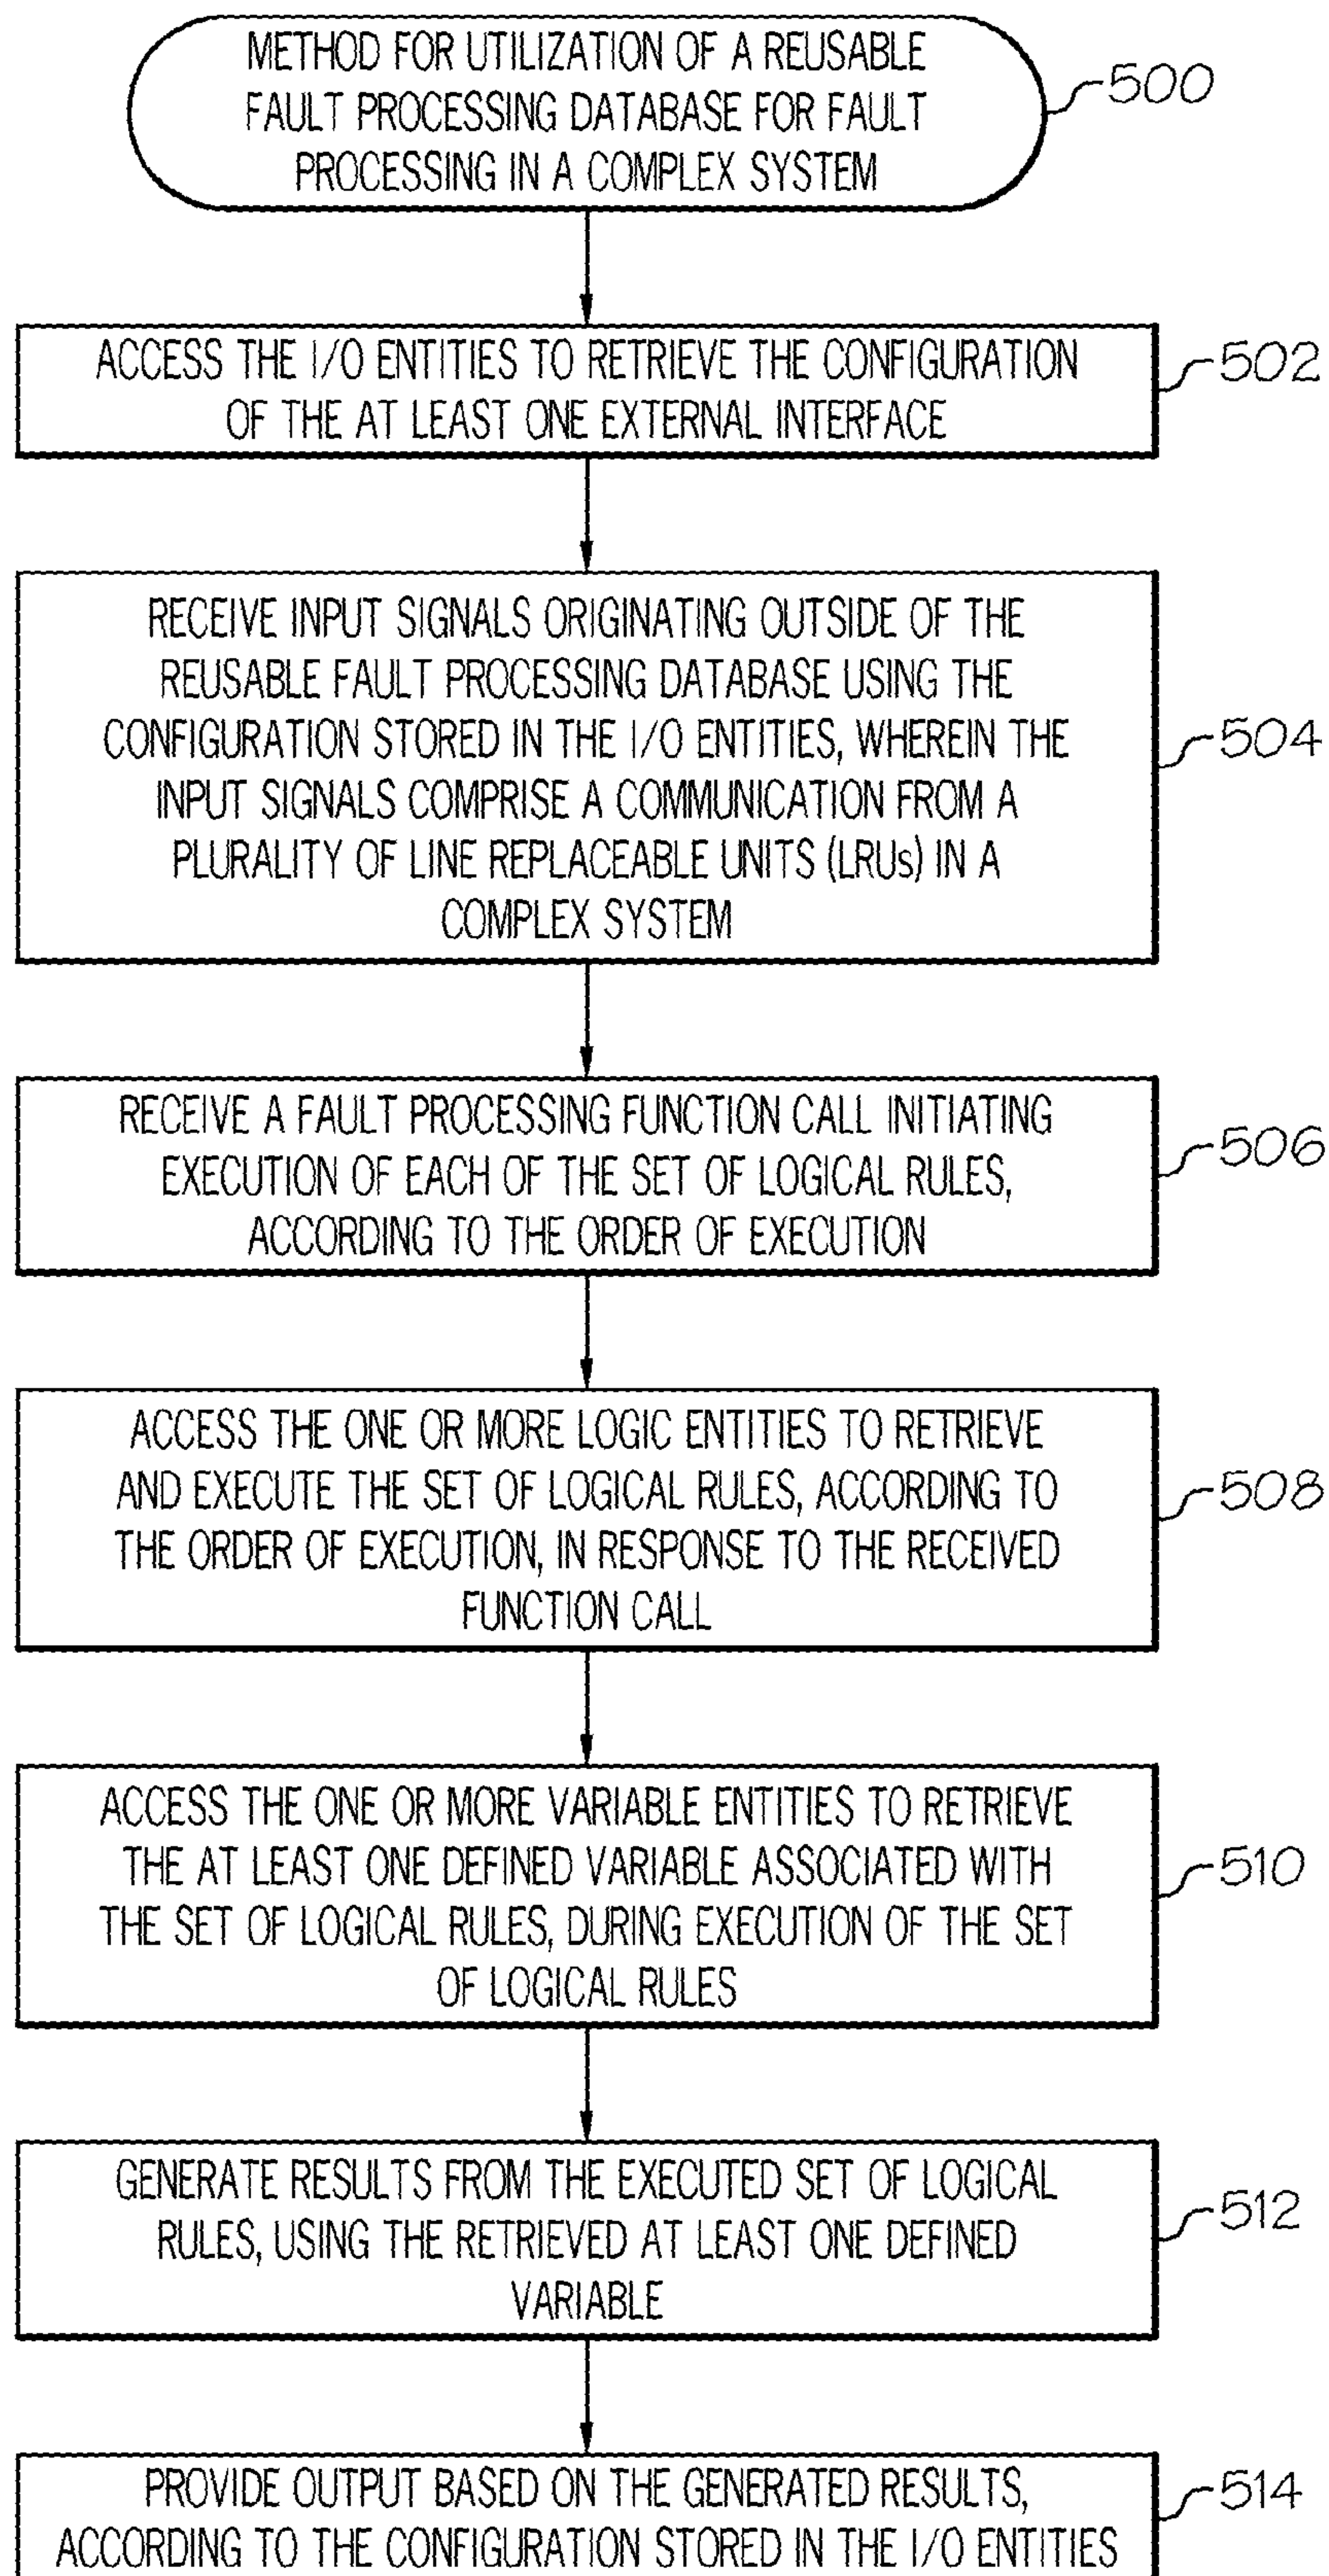 METHOD FOR UTILIZATION OF A REUSABLE
FAULT PROCESSING DATABASE FOR FAULT
PROCESSING IN A COMPLEX SYSTEM
500
ACCESS THE I/O ENTITIES TO RETRIEVE THE CONFIGURATION
OF THE AT LEAST ONE EXTERNAL INTERFACE
502
RECEIVE INPUT SIGNALS ORIGINATING OUTSIDE OF THE
REUSABLE FAULT PROCESSING DATABASE USING THE
CONFIGURATION STORED IN THE I/O ENTITIES, WHEREIN THE
INPUT SIGNALS COMPRISE A COMMUNICATION FROM A
PLURALITY OF LINE REPLACEABLE UNITS (LRUs) IN A
COMPLEX SYSTEM
504
RECEIVE A FAULT PROCESSING FUNCTION CALL INITIATING
EXECUTION OF EACH OF THE SET OF LOGICAL RULES,
ACCORDING TO THE ORDER OF EXECUTION
506
ACCESS THE ONE OR MORE LOGIC ENTITIES TO RETRIEVE
AND EXECUTE THE SET OF LOGICAL RULES, ACCORDING TO
THE ORDER OF EXECUTION, IN RESPONSE TO THE RECEIVED
FUNCTION CALL
508
ACCESS THE ONE OR MORE VARIABLE ENTITIES TO RETRIEVE
THE AT LEAST ONE DEFINED VARIABLE ASSOCIATED WITH
THE SET OF LOGICAL RULES, DURING EXECUTION OF THE SET
OF LOGICAL RULES
510
GENERATE RESULTS FROM THE EXECUTED SET OF LOGICAL
RULES, USING THE RETRIEVED AT LEAST ONE DEFINED
VARIABLE
512
PROVIDE OUTPUT BASED ON THE GENERATED RESULTS,
ACCORDING TO THE CONFIGURATION STORED IN THE I/O ENTITIES
514